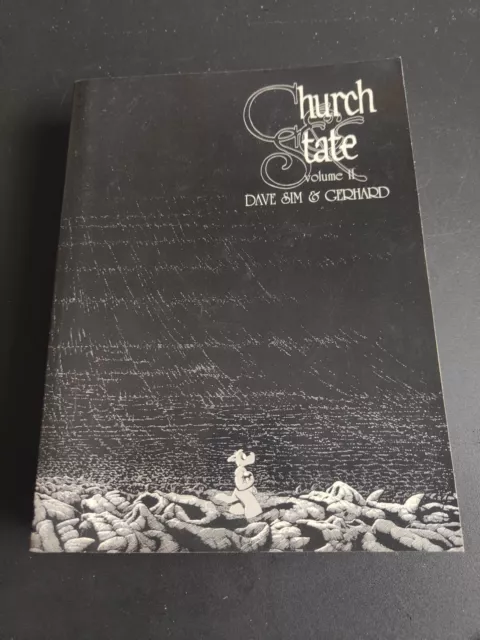 Church
&
State
volume II
DAVE SIM & GERHARD